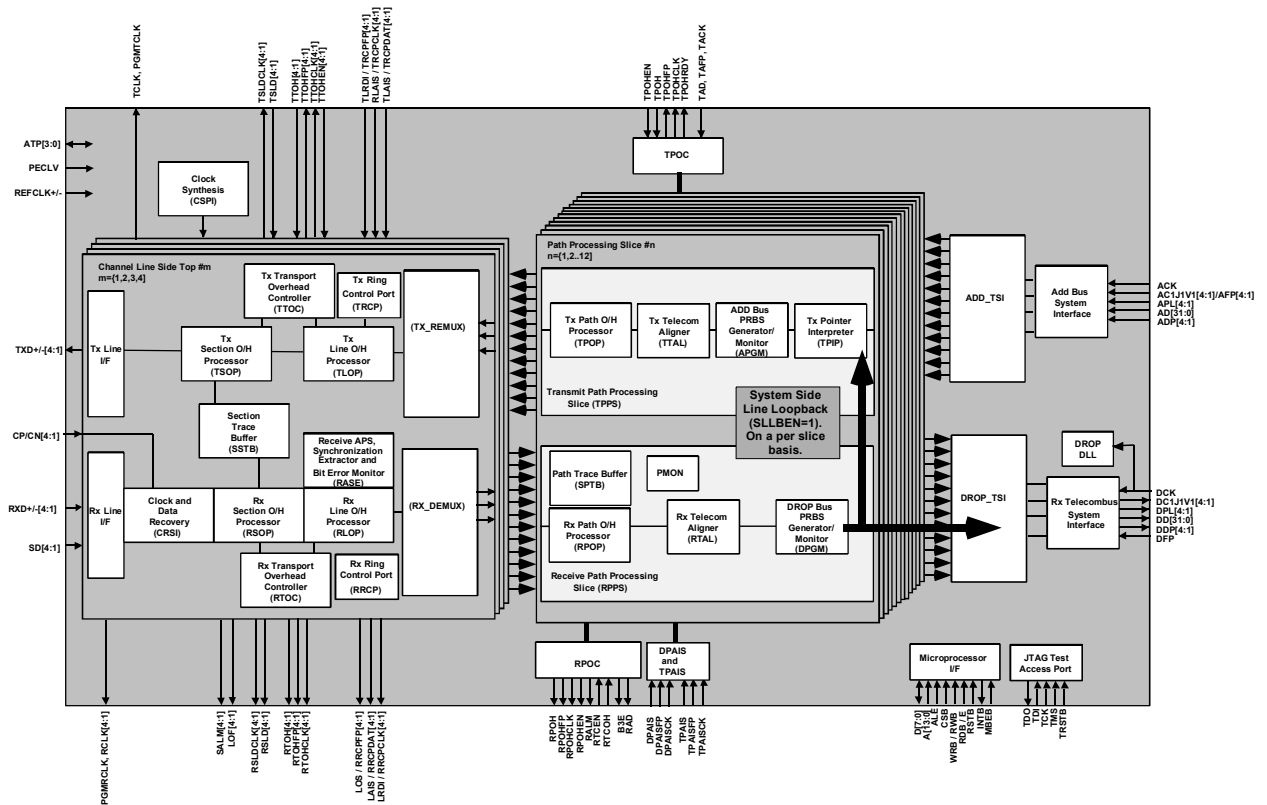 TCLK, PGMTCLK
TSLDCLK[4:1]
TSLD[4:1]
TTOH[4:1]
TTOHFP[4:1]
TTOHCLK[4:1]
TTOHEN[4:1]
TLRDI / TRCPFP[4:1]
RLAIS / TRCPCLK[4:1]
TLAIS / TRCPDAT[4:1]
TPOHEN
TPOH
TPOHFP
TPOHCLK
TPOHRDY
TAD, TAFP, TACK
ATP[3:0]
PECLV
REFCLK+/-
Clock
Synthesis
(CSPI)
TPOC
Channel Line Side Top #m
m={1,2,3,4]
Tx Line
I/F
Tx Transport
Overhead
Controller
(TTOC)
Tx Ring
Control Port
(TRCP)
(TX_REMUX)
Tx
Section O/H
Processor
(TSOP)
Tx
Line O/H
Processor
(TLOP)
TXD+/-[4:1]
Section
Trace
Buffer
(SSTB)
Receive APS,
Synchronization
Extractor and
Bit Error Monitor
(RASE)
CP/CN[4:1]
RXD+/-[4:1]
SD[4:1]
Rx Line
I/F
Clock and
Data
Recovery
(CRSI)
Rx
Section O/H
Processor
(RSOP)
Rx
Line O/H
Processor
(RLOP)
(RX_DEMUX)
Rx Transport
Overhead
Controller
(RTOC)
Rx Ring
Control Port
(RRCP)
Path Processing Slice #n
n={1,2..12]
Tx Path O/H
Processor
(TPOP)
Tx Telecom
Aligner
(TTAL)
ADD Bus
PRBS
Generator/
Monitor
(APGM)
Tx Pointer
Interpreter
(TPIP)
Transmit Path Processing
Slice (TPPS)
System Side
Line Loopback
(SLLBEN=1).
On a per slice
basis.
Path Trace Buffer
(SPTB)
PMON
Rx Path O/H
Processor
(RPOP)
Rx Telecom
Aligner
(RTAL)
DROP Bus
PRBS
Generator/
Monitor
(DPGM)
Receive Path Processing
Slice (RPPS)
ADD_TSI
Add Bus
System
Interface
ACK
AC1J1V1[4:1]/AFP[4:1]
APL[4:1]
AD[31:0]
ADP[4:1]
DROP_TSI
DROP
DLL
Rx Telecombus
System
Interface
DCK
DC1J1V1[4:1]
DPL[4:1]
DD[31:0]
DDP[4:1]
DFP
RPOC
DPAIS
and
TPAIS
Microprocessor
I/F
JTAG Test
Access Port
PGMRCLK, RCLK[4:1]
SALM[4:1]
LOF[4:1]
RSLDCLK[4:1]
RSLD[4:1]
RTOH[4:1]
RTOHFP[4:1]
RTOHCLK[4:1]
LOS / RRCPFP[4:1]
LAIS / RRCPDAT[4:1]
LRDI / RRCPCLK[4:1]
RPOH
RPOHFP
RPOHCLK
RPOHEN
RALM
RTCEN
RTCOH
B3E
RAD
DPAIS
DPAISFP
DPAISCK
TPAIS
TPAISFP
TPAISCK
D[7:0]
A[13:0]
ALE
CSB
WRB / RWB
RDB / E
RSTB
INTB
MBEB
TDO
TDI
TCK
TMS
TRSTB